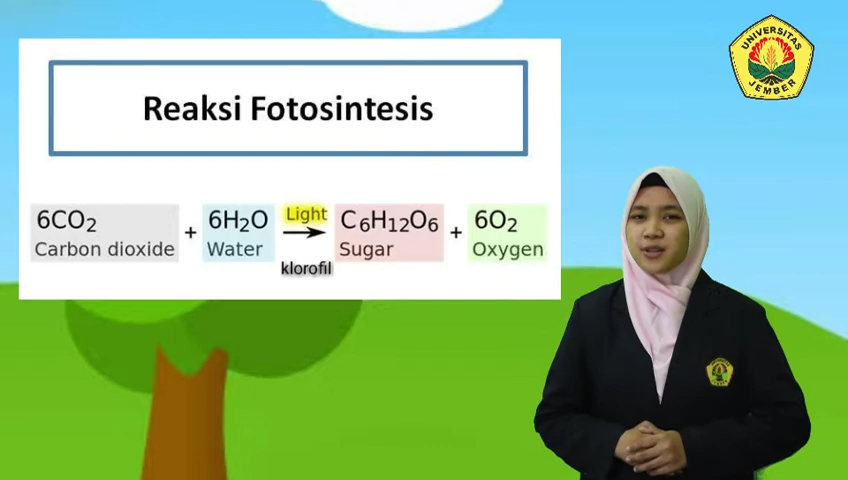 Reaksi Fotosintesis
6CO2 + 6H2O Light → C6H12O6 + 6O2
Carbon dioxide Water klorofil Sugar Oxygen
UNIVERSITAS
JEMBER